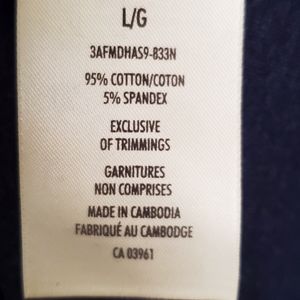 L/G
3AFMDHAS9-B33N
95% COTTON/COTON
5% SPANDEX
EXCLUSIVE
OF TRIMMINGS
GARNITURES
NON COMPRISES
MADE IN CAMBODIA
FABRIQUÉ AU CAMBODGE
CA 03961